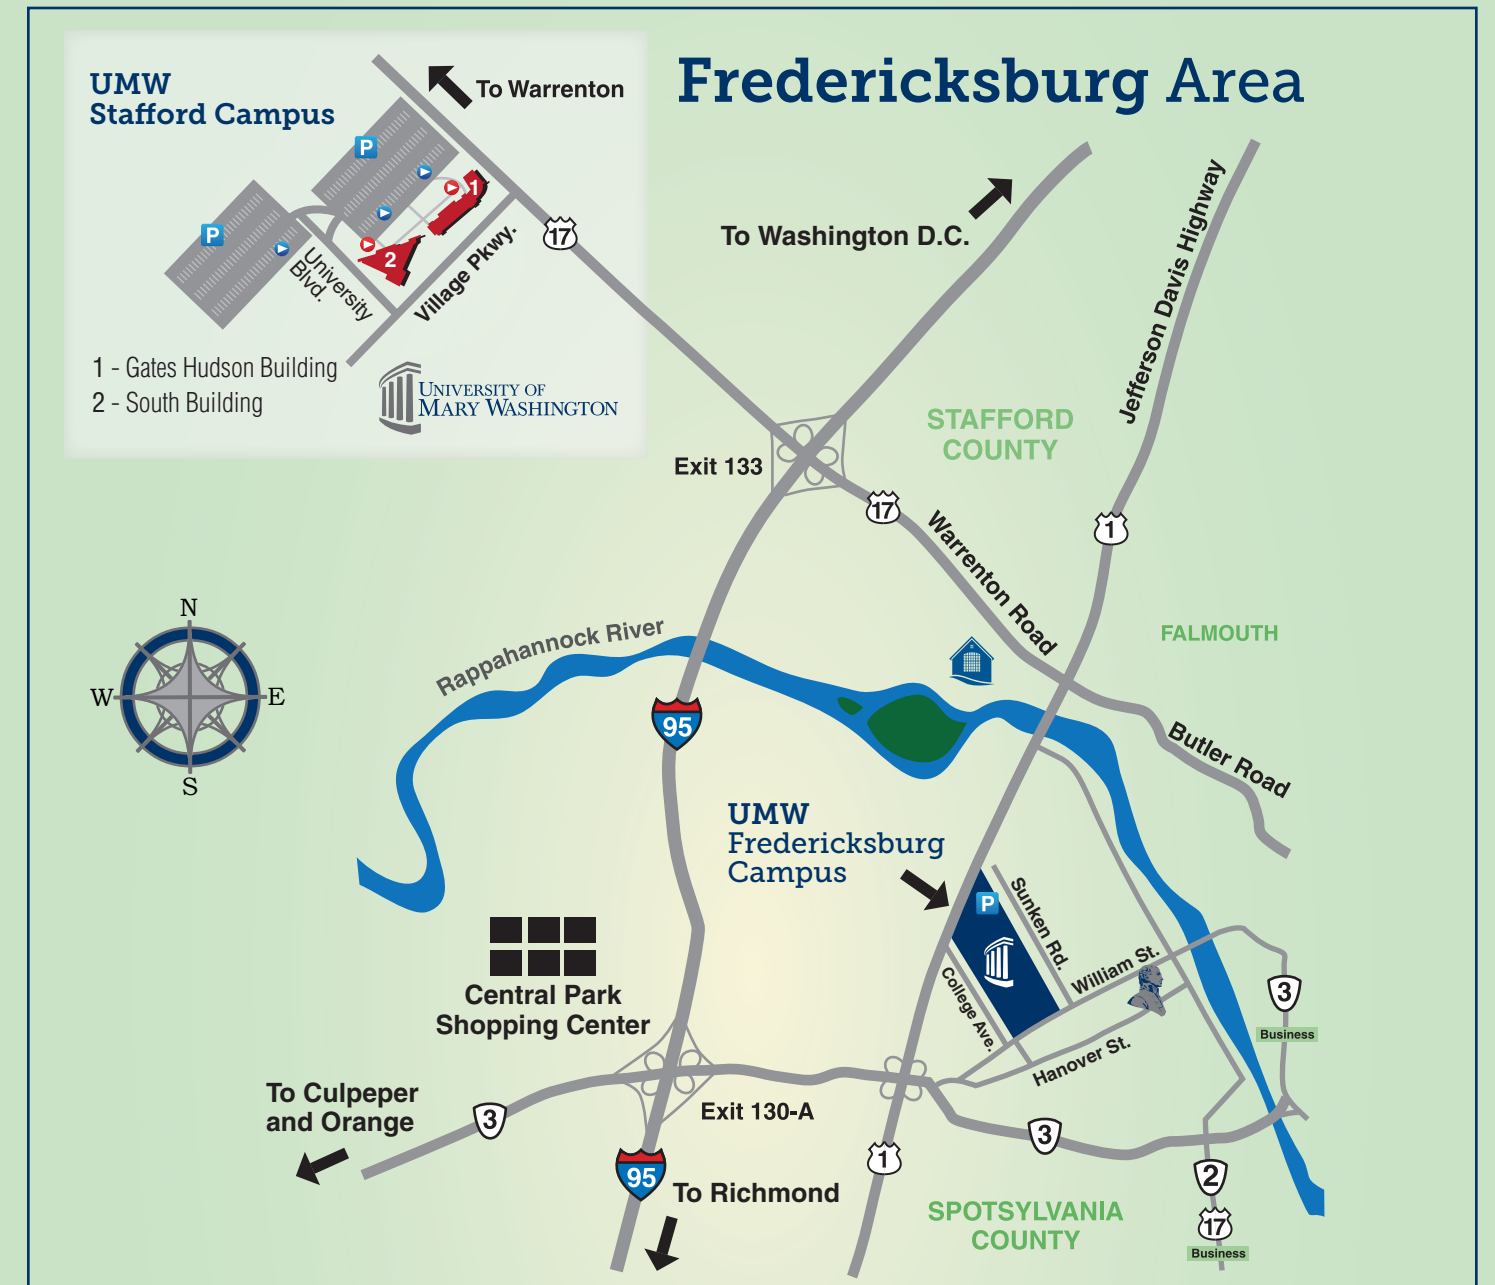 Fredericksburg Area
UMW
Stafford Campus
To Warrenton
P
P
1
2
17
University
Blvd.
Village Pkwy.
1 - Gates Hudson Building
2 - South Building
UNIVERSITY OF
MARY WASHINGTON
To Washington D.C.
Jefferson Davis Highway
STAFFORD
COUNTY
Exit 133
17
1
Warrenton Road
FALMOUTH
N
W
E
S
Rappahannock River
95
Butler Road
UMW
Fredericksburg
Campus
P
Sunken Rd.
William St.
College Ave.
Hanover St.
3
Business
Central Park
Shopping Center
To Culpeper
and Orange
3
Exit 130-A
3
1
95
To Richmond
2
17
Business
SPOTSYLVANIA
COUNTY